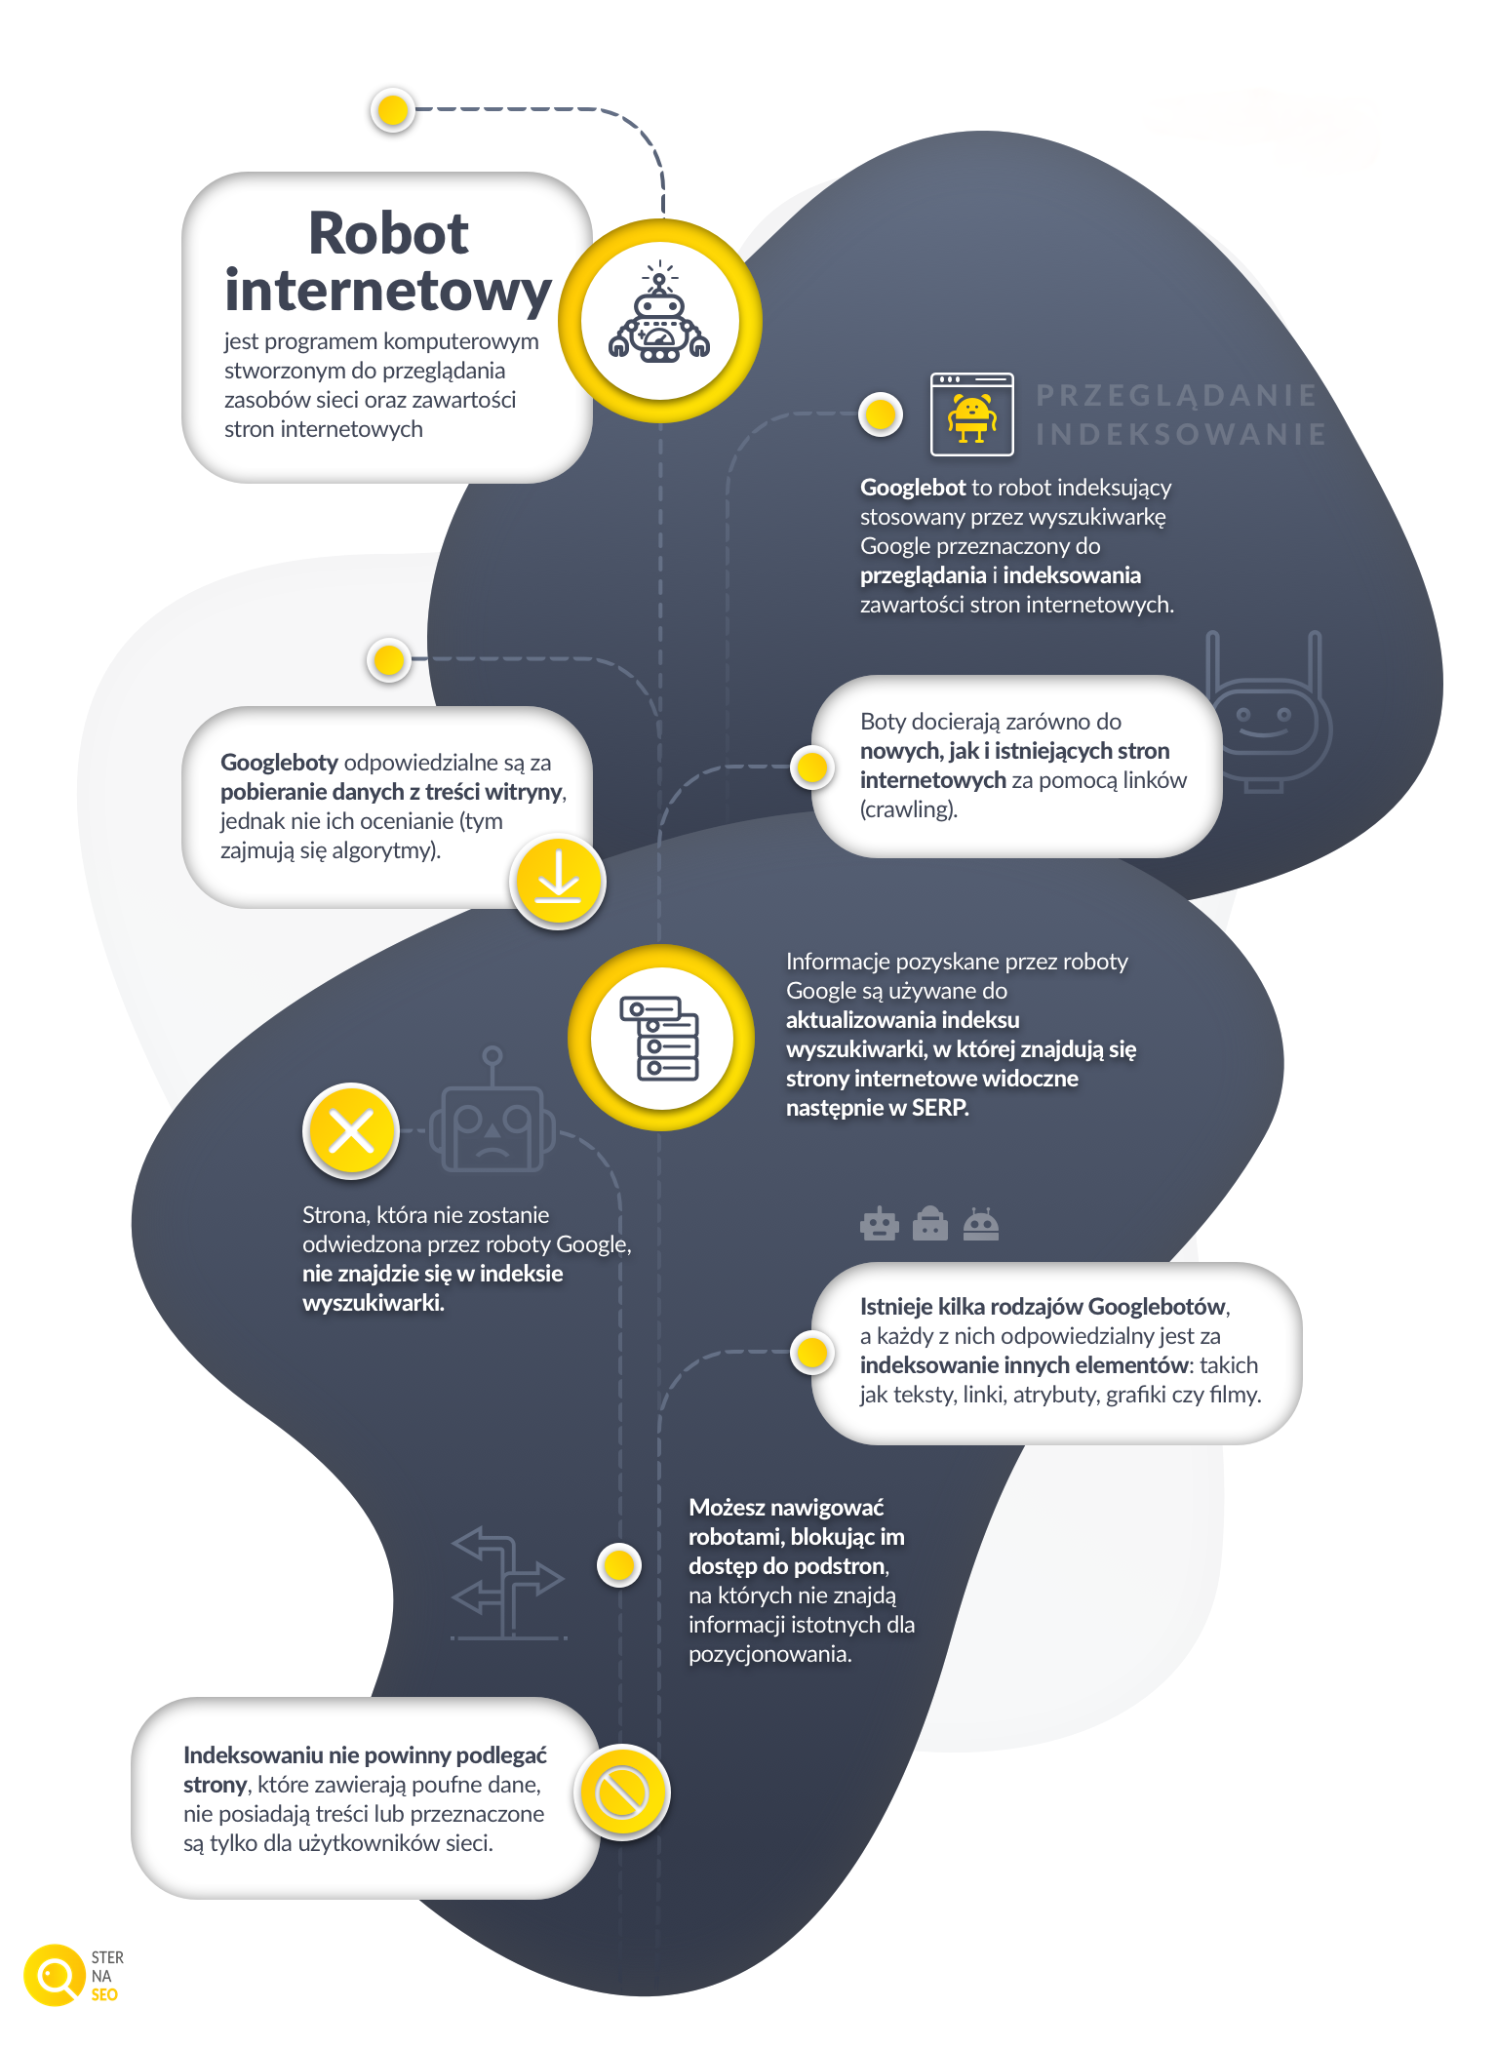 Robot
internetowy
jest programem komputerowym
stworzonym do przeglądania
zasobów sieci oraz zawartości
stron internetowych
PRZEGLĄDANIE
INDEKSOWANIE
Googlebot to robot indeksujący
stosowany przez wyszukiwarkę
Google przeznaczony do
przeglądania i indeksowania
zawartości stron internetowych.
Googleboty odpowiedzialne są za
pobieranie danych z treści witryny,
jednak nie ich ocenianie (tym
zajmują się algorytmy).
Boty docierają zarówno do
nowych, jak i istniejących stron
internetowych za pomocą linków
(crawling).
Informacje pozyskane przez roboty
Google są używane do
aktualizowania indeksu
wyszukiwarki, w której znajdują się
strony internetowe widoczne
następnie w SERP.
Strona, która nie zostanie
odwiedzona przez roboty Google,
nie znajdzie się w indeksie
wyszukiwarki.
Istnieje kilka rodzajów Googlebotów,
a każdy z nich odpowiedzialny jest za
indeksowanie innych elementów: takich
jak teksty, linki, atrybuty, grafiki czy filmy.
Możesz nawigować
robotami, blokując im
dostęp do podstron,
na których nie znajdą
informacji istotnych dla
pozycjonowania.
Indeksowaniu nie powinny podlegać
strony, które zawierają poufne dane,
nie posiadają treści lub przeznaczone
są tylko dla użytkowników sieci.
STER
NA
SEO